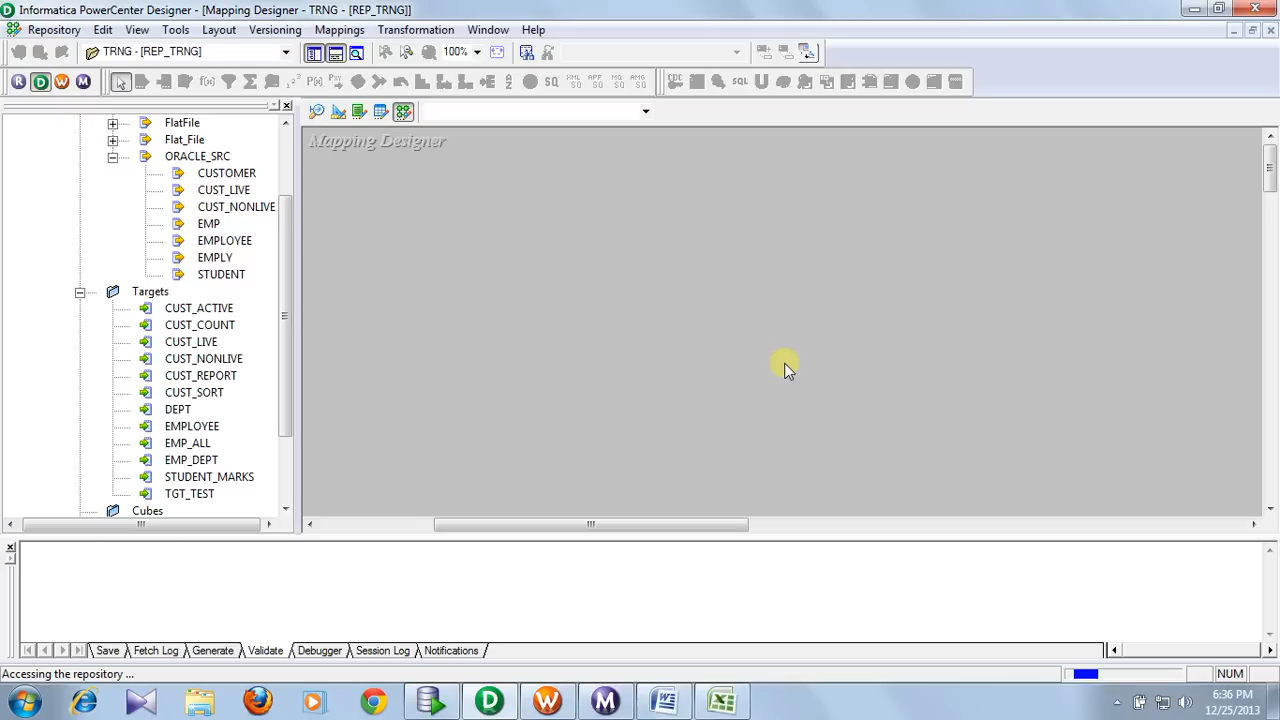 Informatica PowerCenter Designer - [Mapping Designer - TRNG - [REP_TRNG]]
Repository Edit View Tools Layout Versioning Mappings Transformation Window Help
TRNG - [REP_TRNG] 100%
R D W M f(x) SQ SQL
Mapping Designer
FlatFile
Flat_File
ORACLE_SRC
CUSTOMER
CUST_LIVE
CUST_NONLIVE
EMP
EMPLOYEE
EMPLY
STUDENT
Targets
CUST_ACTIVE
CUST_COUNT
CUST_LIVE
CUST_NONLIVE
CUST_REPORT
CUST_SORT
DEPT
EMPLOYEE
EMP_ALL
EMP_DEPT
STUDENT_MARKS
TGT_TEST
Cubes
Save Fetch Log Generate Validate Debugger Session Log Notifications
Accessing the repository ... NUM
6:36 PM
12/25/2013